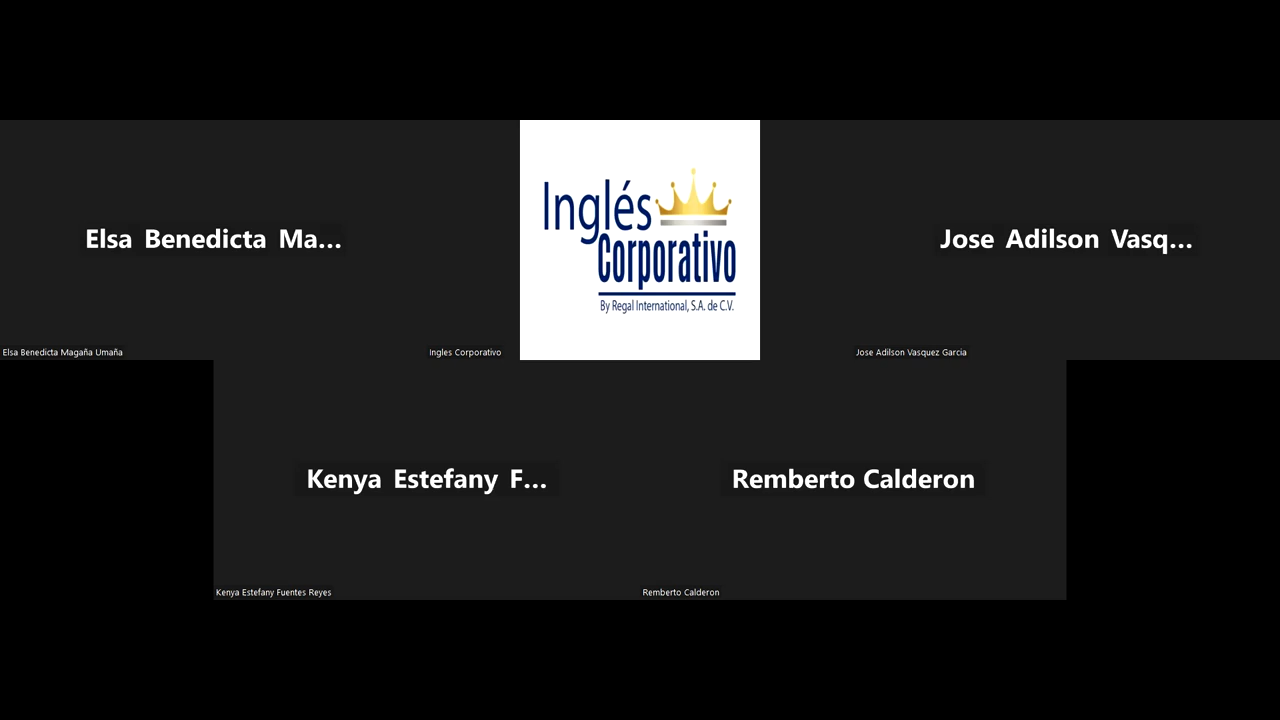 Elsa Benedicta Ma...
Inglés
Corporativo
By Regal International, S.A. de C.V.
Jose Adilson Vasq...
Elsa Benedicta Magaña Umaña
Ingles Corporativo
Jose Adilson Vasquez Garcia
Kenya Estefany F...
Remberto Calderon
Kenya Estefany Fuentes Reyes
Remberto Calderon